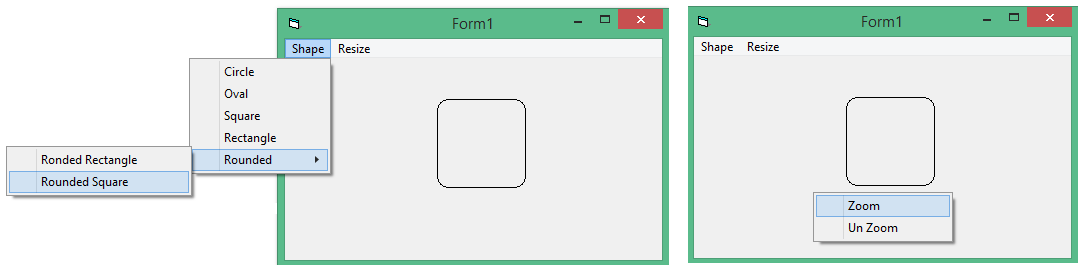 Form1
Shape Resize
Circle
Oval
Square
Rectangle
Rounded
Ronded Rectangle
Rounded Square
Form1
Shape Resize
Zoom
Un Zoom